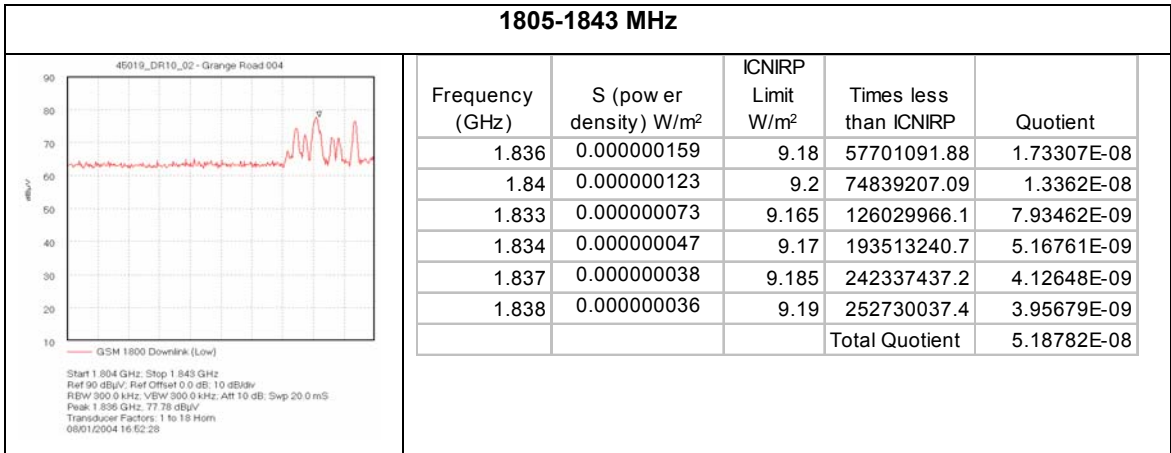 1805-1843 MHz
45019_DR10_02 - Grange Road 004
90
80
70
60
50
40
30
20
10
dBµV
GSM 1800 Downlink (Low)
Start 1.804 GHz; Stop 1.843 GHz
Ref 90 dBµV; Ref Offset 0.0 dB; 10 dB/div
RBW 300.0 kHz; VBW 300.0 kHz; Att 10 dB; Swp 20.0 mS
Peak 1.836 GHz, 77.78 dBµV
Transducer Factors: 1 to 18 Horn
08/01/2004 16:52:28
Frequency (GHz) S (pow er density) W/m² ICNIRP Limit W/m² Times less than ICNIRP Quotient
1.836 0.000000159 9.18 57701091.88 1.73307E-08
1.84 0.000000123 9.2 74839207.09 1.3362E-08
1.833 0.000000073 9.165 126029966.1 7.93462E-09
1.834 0.000000047 9.17 193513240.7 5.16761E-09
1.837 0.000000038 9.185 242337437.2 4.12648E-09
1.838 0.000000036 9.19 252730037.4 3.95679E-09
Total Quotient 5.18782E-08